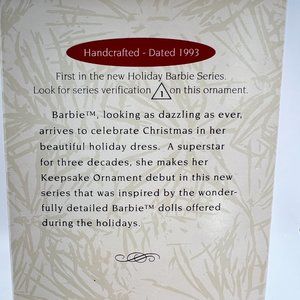 Handcrafted - Dated 1993
First in the new Holiday Barbie Series.
Look for series verification 1 on this ornament.
Barbie™, looking as dazzling as ever,
arrives to celebrate Christmas in her
beautiful holiday dress. A superstar
for three decades, she makes her
Keepsake Ornament debut in this new
series that was inspired by the wonder-
fully detailed Barbie™ dolls offered
during the holidays.